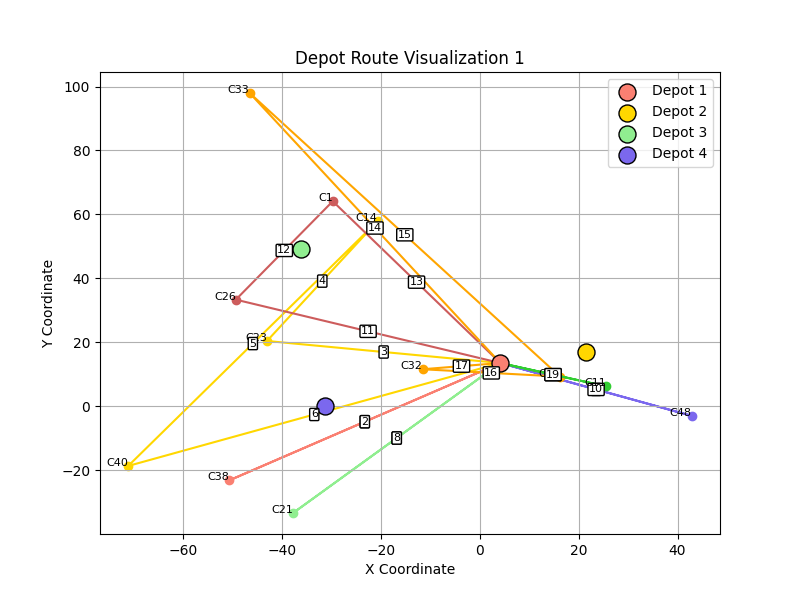 Depot Route Visualization 1
Depot 1
Depot 2
Depot 3
Depot 4
100
80
60
40
20
0
−20
−60
−40
−20
0
20
40
X Coordinate
Y Coordinate
C33
C1
C14
14
15
12
4
13
C26
11
C23
5
3
C32
17
16
19
C11
10
C48
6
2
8
C40
C38
C21